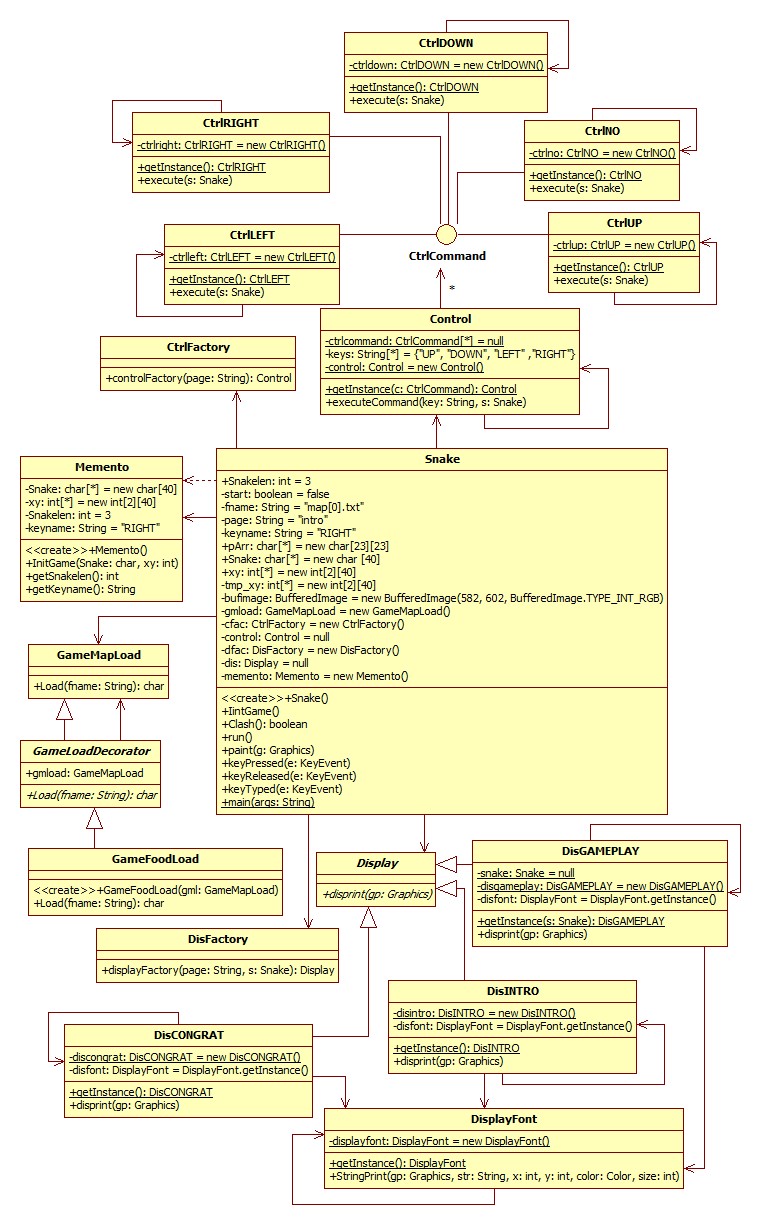 CtrlDOWN
-ctrldown: CtrlDOWN = new CtrlDOWN()
+getInstance(): CtrlDOWN
+execute(s: Snake)
CtrlRIGHT
-ctrlright: CtrlRIGHT = new CtrlRIGHT()
+getInstance(): CtrlRIGHT
+execute(s: Snake)
CtrlNO
-ctrlno: CtrlNO = new CtrlNO()
+getInstance(): CtrlNO
+execute(s: Snake)
CtrlLEFT
-ctrlleft: CtrlLEFT = new CtrlLEFT()
+getInstance(): CtrlLEFT
+execute(s: Snake)
CtrlUP
-ctrlup: CtrlUP = new CtrlUP()
+getInstance(): CtrlUP
+execute(s: Snake)
CtrlCommand
*
Control
-ctrlcommand: CtrlCommand[*] = null
-keys: String[*] = {"UP", "DOWN", "LEFT" ,"RIGHT"}
-control: Control = new Control()
+getInstance(c: CtrlCommand): Control
+executeCommand(key: String, s: Snake)
CtrlFactory
+controlFactory(page: String): Control
Memento
-Snake: char[*] = new char[40]
-xy: int[*] = new int[2][40]
-Snakelen: int = 3
-keyname: String = "RIGHT"
<<create>>+Memento()
+InitGame(Snake: char, xy: int)
+getSnakelen(): int
+getKeyname(): String
Snake
+Snakelen: int = 3
-start: boolean = false
-fname: String = "map[0].txt"
-page: String = "intro"
-keyname: String = "RIGHT"
+pArr: char[*] = new char[23][23]
+Snake: char[*] = new char [40]
+xy: int[*] = new int[2][40]
-tmp_xy: int[*] = new int[2][40]
-bufimage: BufferedImage = new BufferedImage(582, 602, BufferedImage.TYPE_INT_RGB)
-gmload: GameMapLoad = new GameMapLoad()
-cfac: CtrlFactory = new CtrlFactory()
-control: Control = null
-dfac: DisFactory = new DisFactory()
-dis: Display = null
-memento: Memento = new Memento()
<<create>>+Snake()
+IintGame()
+Clash(): boolean
+run()
+paint(g: Graphics)
+keyPressed(e: KeyEvent)
+keyReleased(e: KeyEvent)
+keyTyped(e: KeyEvent)
+main(args: String)
GameMapLoad
+Load(fname: String): char
GameLoadDecorator
+gmload: GameMapLoad
+Load(fname: String): char
GameFoodLoad
<<create>>+GameFoodLoad(gml: GameMapLoad)
+Load(fname: String): char
Display
+disprint(gp: Graphics)
DisGAMEPLAY
-snake: Snake = null
-disgameplay: DisGAMEPLAY = new DisGAMEPLAY()
-disfont: DisplayFont = DisplayFont.getInstance()
+getInstance(s: Snake): DisGAMEPLAY
+disprint(gp: Graphics)
DisFactory
+displayFactory(page: String, s: Snake): Display
DisINTRO
-disintro: DisINTRO = new DisINTRO()
-disfont: DisplayFont = DisplayFont.getInstance()
+getInstance(): DisINTRO
+disprint(gp: Graphics)
DisCONGRAT
-discongrat: DisCONGRAT = new DisCONGRAT()
-disfont: DisplayFont = DisplayFont.getInstance()
+getInstance(): DisCONGRAT
+disprint(gp: Graphics)
DisplayFont
-displayfont: DisplayFont = new DisplayFont()
+getInstance(): DisplayFont
+StringPrint(gp: Graphics, str: String, x: int, y: int, color: Color, size: int)